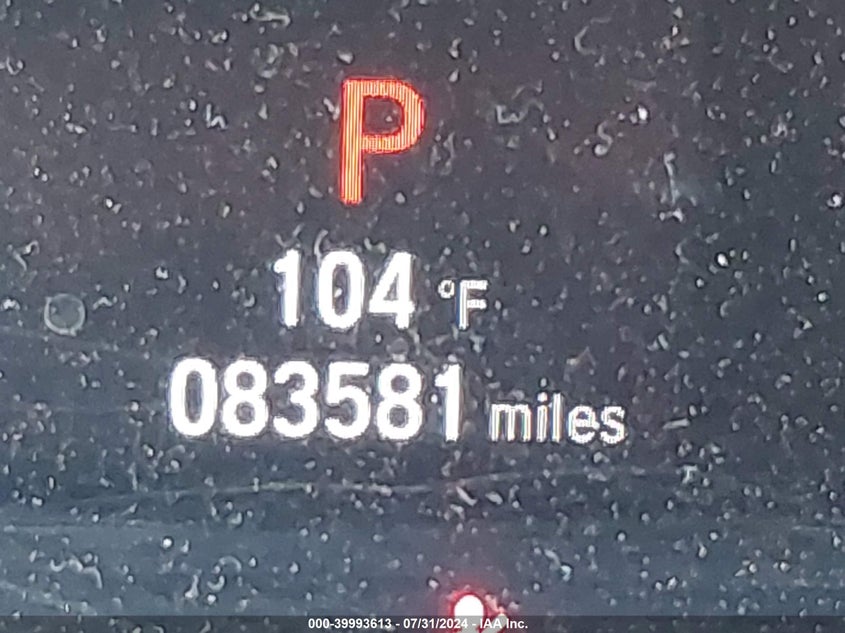 P
104 °F
083581 miles
000-39993613 - 07/31/2024 - IAA Inc.